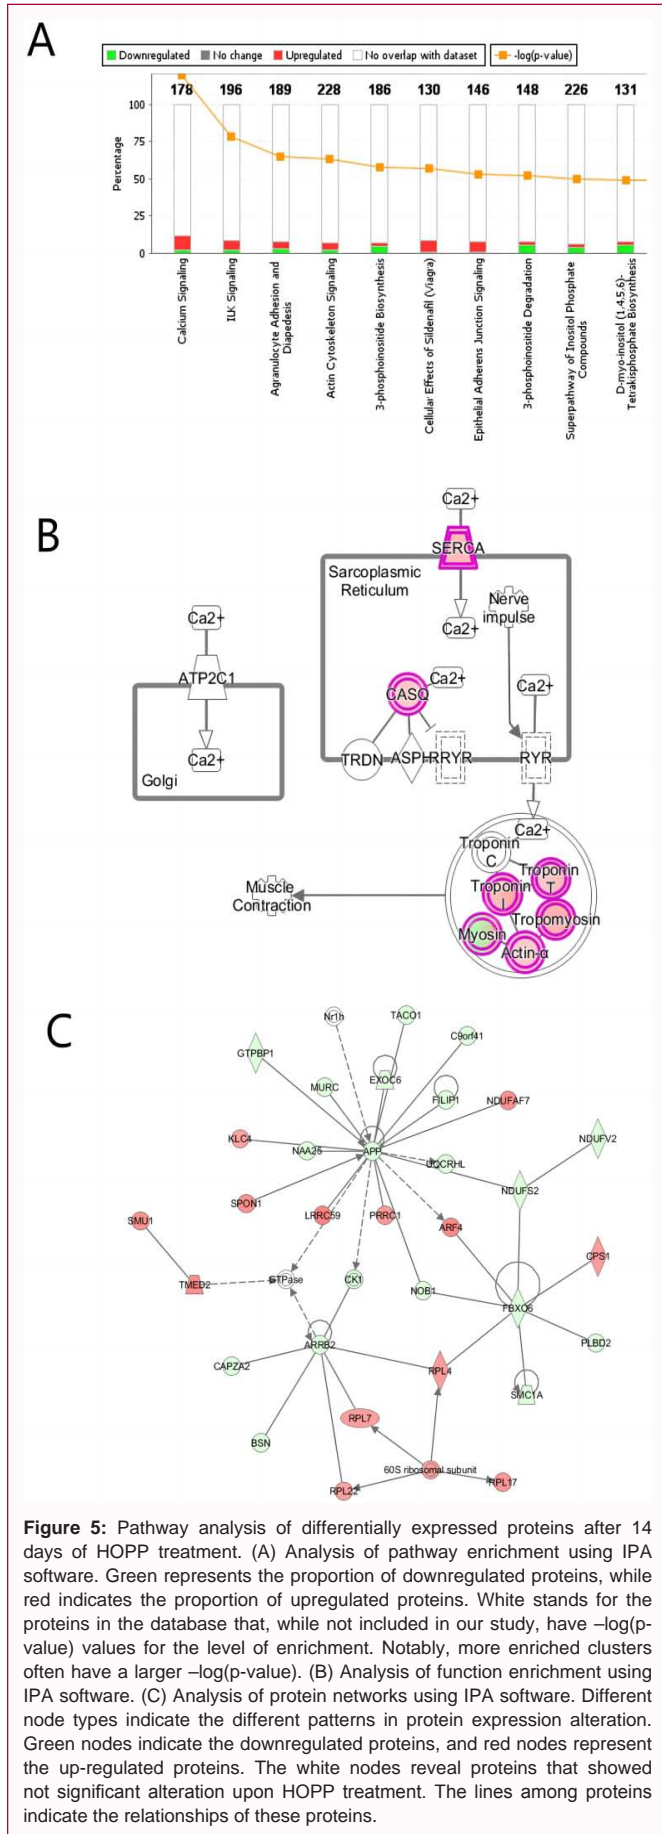 A
Downregulated No change Upregulated No overlap with dataset -log(p-value)
178 196 189 228 186 130 146 148 226 131
100
75
50
25
0
Percentage
Calcium Signaling
ILK Signaling
Agranulocyte Adhesion and
Diapedesis
Actin Cytoskeleton Signaling
3-phosphoinositide Biosynthesis
Cellular Effects of Sildenafil (Viagra)
Epithelial Adherens Junction Signaling
3-phosphoinositide Degradation
Superpathway of Inositol Phosphate
Compounds
D-myo-inositol (1,4,5,6)-
Tetrakisphosphate Biosynthesis
B
Ca2+
SERCA
Sarcoplasmic
Reticulum
Nerve
impulse
Ca2+
Ca2+
ATP2C1
Ca2+
Golgi
Ca2+
CASQ
Ca2+
TRDN
ASPH
RRYR
RYR
Ca2+
Troponin
C
Troponin
T
Troponin
I
Tropomyosin
Myosin
Actin-α
Muscle
Contraction
C
Nr1h
TACO1
C9orf41
GTPBP1
EXOC6
MURC
FILIP1
NDUFAF7
KLC4
NAA25
APP
UQCRHL
NDUFV2
NDUFS2
SPON1
LRRC59
PRRC1
ARF4
SMU1
CPS1
TMED2
GTPase
CK1
NOB1
FBXO6
ARRB2
PLBD2
CAPZA2
RPL4
SMC1A
RPL7
BSN
60S ribosomal subunit
RPL22
RPL17
Figure 5: Pathway analysis of differentially expressed proteins after 14
days of HOPP treatment. (A) Analysis of pathway enrichment using IPA
software. Green represents the proportion of downregulated proteins, while
red indicates the proportion of upregulated proteins. White stands for the
proteins in the database that, while not included in our study, have –log(p-
value) values for the level of enrichment. Notably, more enriched clusters
often have a larger –log(p-value). (B) Analysis of function enrichment using
IPA software. (C) Analysis of protein networks using IPA software. Different
node types indicate the different patterns in protein expression alteration.
Green nodes indicate the downregulated proteins, and red nodes represent
the up-regulated proteins. The white nodes reveal proteins that showed
not significant alteration upon HOPP treatment. The lines among proteins
indicate the relationships of these proteins.